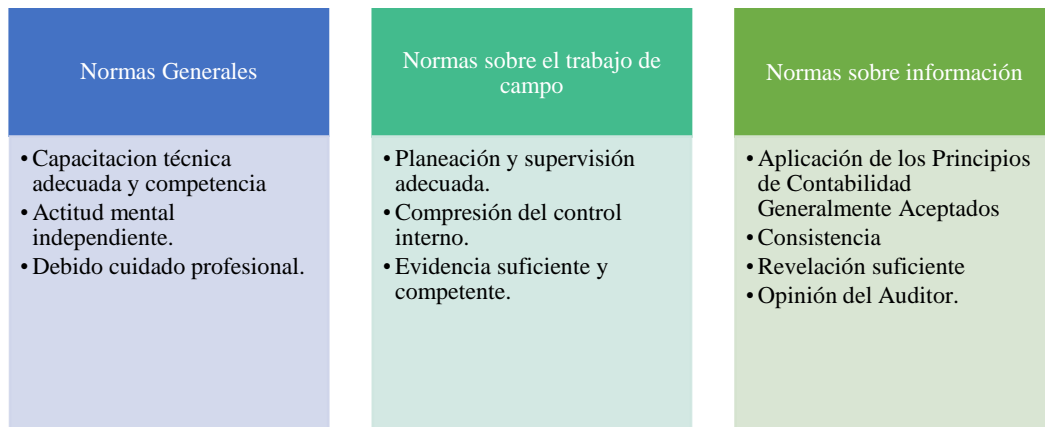 Normas Generales
• Capacitacion técnica
adecuada y competencia
• Actitud mental
independiente.
• Debido cuidado profesional.
Normas sobre el trabajo de
campo
• Planeación y supervisión
adecuada.
• Compresión del control
interno.
• Evidencia suficiente y
competente.
Normas sobre información
• Aplicación de los Principios
de Contabilidad
Generalmente Aceptados
• Consistencia
• Revelación suficiente
• Opinión del Auditor.